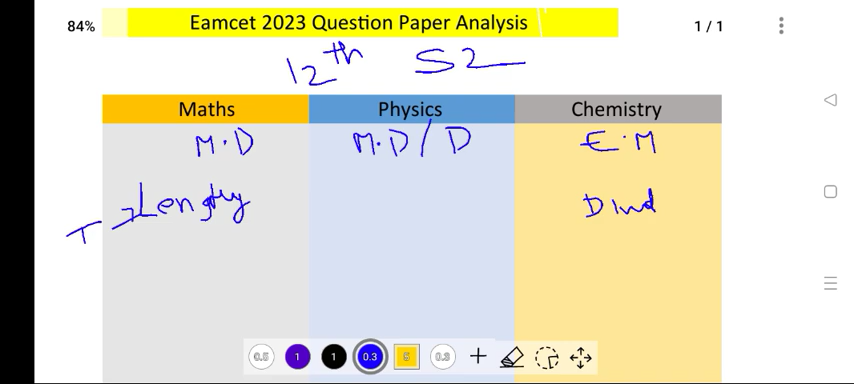 84%
Eamcet 2023 Question Paper Analysis
1 / 1
12th S2
Maths Physics Chemistry
M.D M.D/D E.M
T → Lengthy
0.5 1 1 0.3 5 0.3